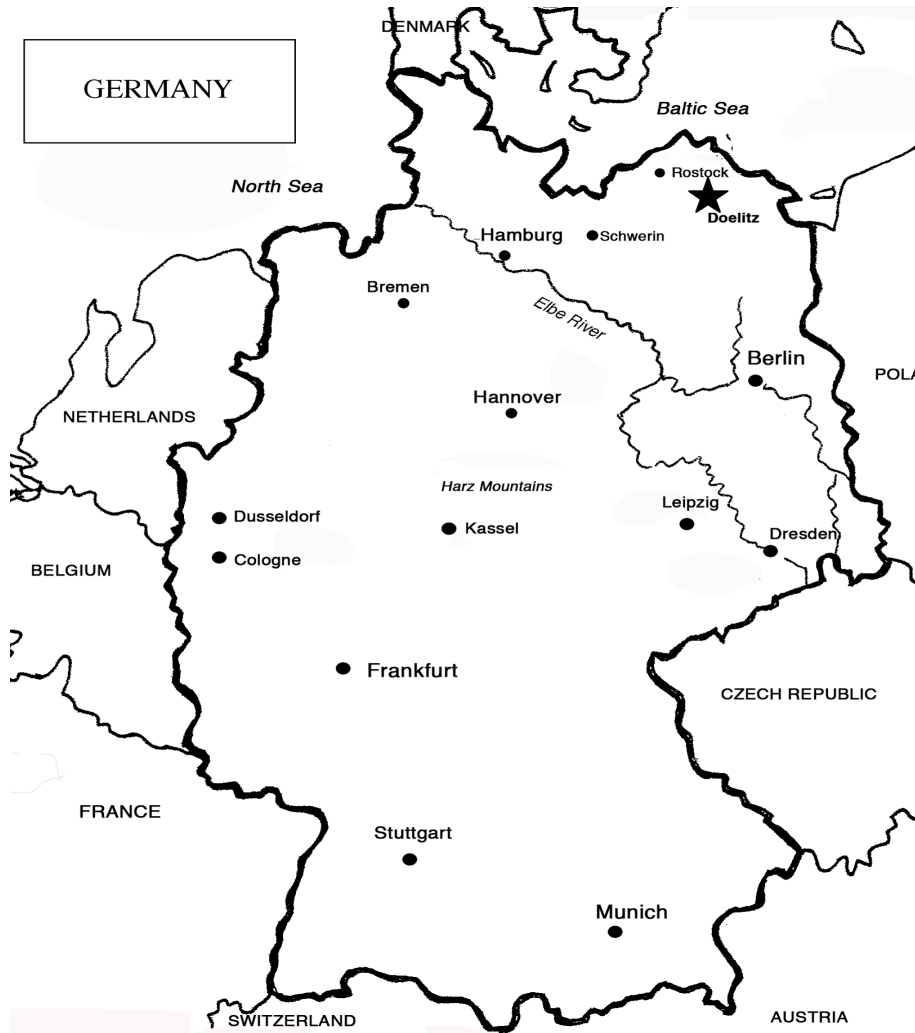 DENMARK
GERMANY
Baltic Sea
Rostock
North Sea
Doelitz
Hamburg
Schwerin
Bremen
Elbe River
Berlin
POLA
Hannover
NETHERLANDS
Harz Mountains
Leipzig
Dusseldorf
Kassel
Dresden
Cologne
BELGIUM
Frankfurt
CZECH REPUBLIC
FRANCE
Stuttgart
Munich
SWITZERLAND
AUSTRIA